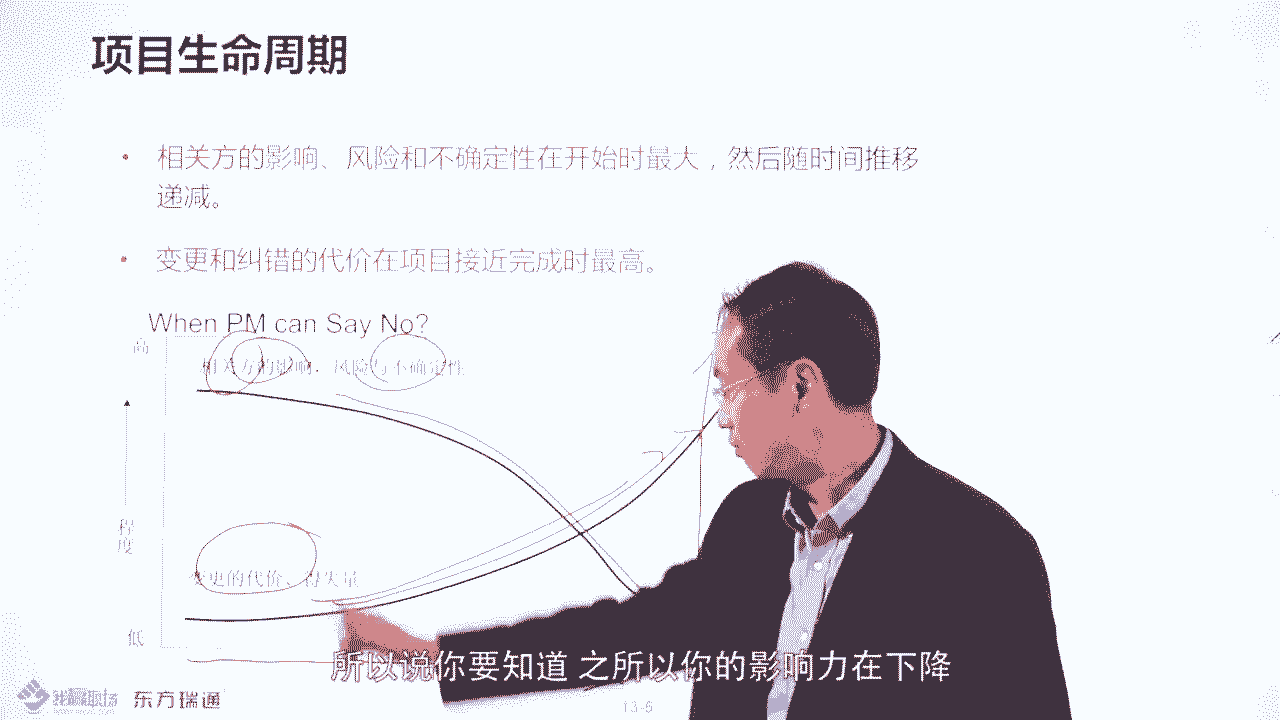 项目生命周期
• 相关方的影响、风险和不确定性在开始时最大，然后随时间推移
递减。
• 变更和纠错的代价在项目接近完成时最高。
When PM can Say No?
高
相关方的影响，风险与不确定性
程度
变更的代价、得失量
低
所以说你要知道 之所以你的影响力在下降
东方瑞通
13-5